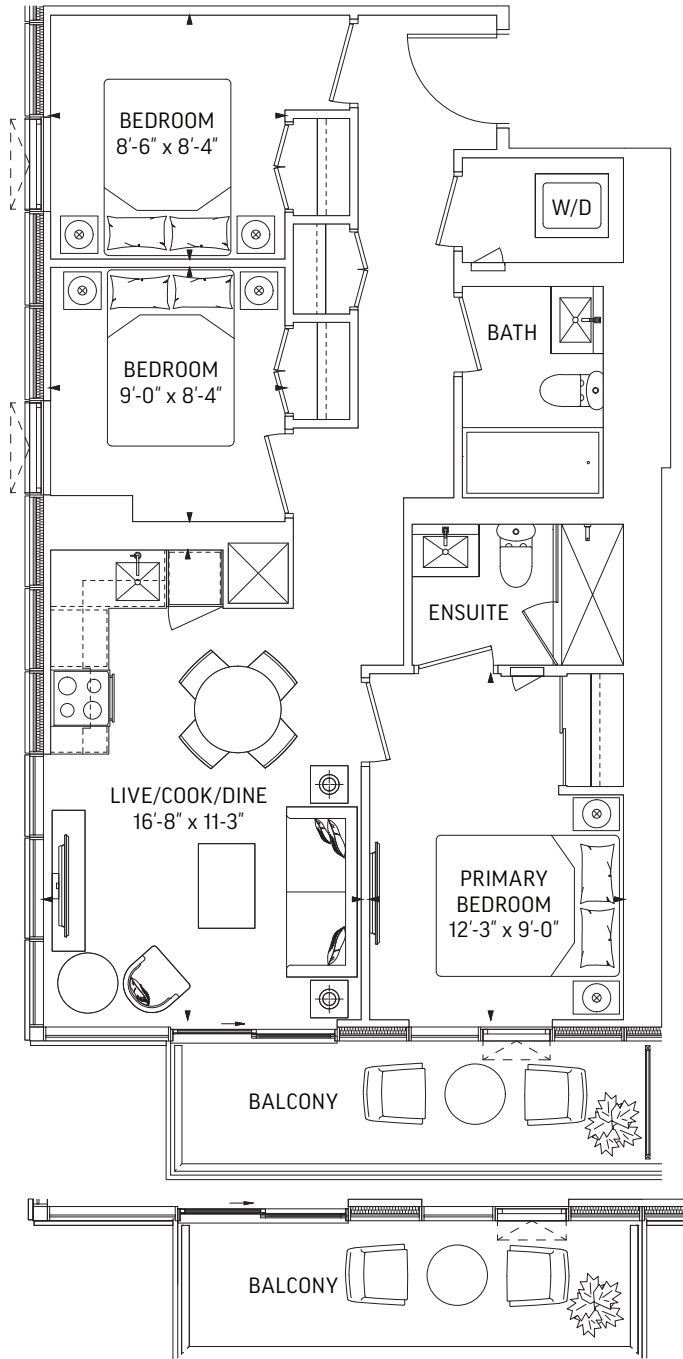 BEDROOM
8'-6" x 8'-4"
W/D
BATH
BEDROOM
9'-0" x 8'-4"
ENSUITE
LIVE/COOK/DINE
16'-8" x 11-3"
PRIMARY
BEDROOM
12'-3" x 9'-0"
BALCONY
BALCONY